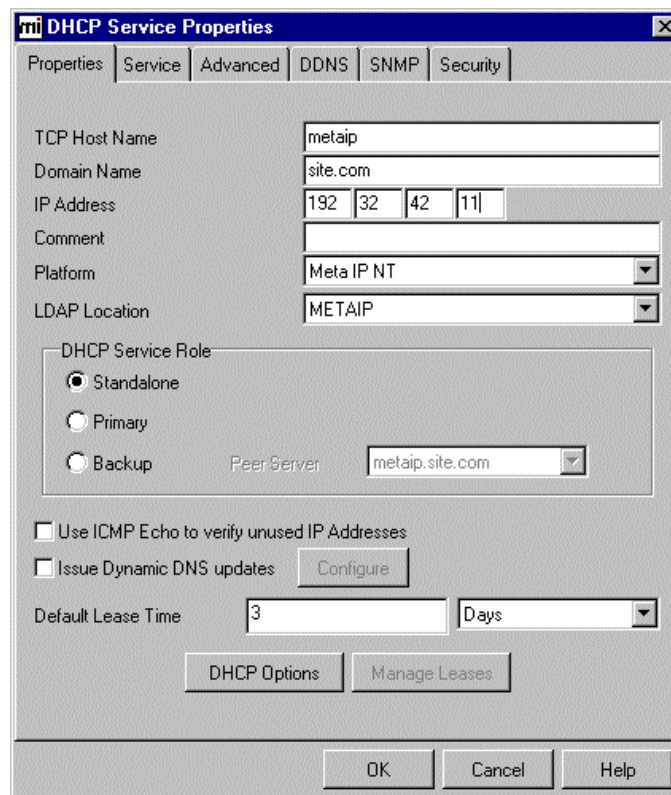 mi DHCP Service Properties
Properties Service Advanced DDNS SNMP Security
TCP Host Name metaip
Domain Name site.com
IP Address 192 32 42 11
Comment
Platform Meta IP NT
LDAP Location METAIP
DHCP Service Role
Standalone
Primary
Backup Peer Server metaip.site.com
Use ICMP Echo to verify unused IP Addresses
Issue Dynamic DNS updates Configure
Default Lease Time 3 Days
DHCP Options Manage Leases
OK Cancel Help